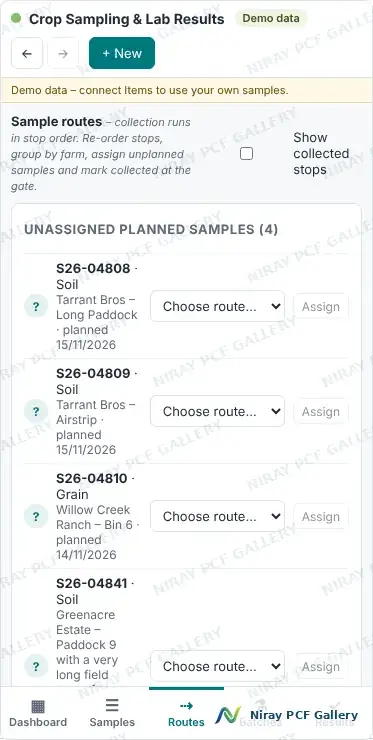 Crop Sampling & Lab Results Demo data
← → + New
Demo data – connect Items to use your own samples.
Sample routes – collection runs
in stop order. Re-order stops,
group by farm, assign unplanned
samples and mark collected at the
gate.
Show
collected
stops
UNASSIGNED PLANNED SAMPLES (4)
S26-04808 ·
Soil
Tarrant Bros –
Long Paddock
· planned
15/11/2026
?
Choose route...
Assign
S26-04809 ·
Soil
Tarrant Bros –
Airstrip ·
planned
15/11/2026
?
Choose route...
Assign
S26-04810 ·
Grain
Willow Creek
Ranch – Bin 6 ·
planned
14/11/2026
?
Choose route...
Assign
S26-04841 ·
Soil
Greenacre
Estate –
Paddock 9
with a very
long field
?
Choose route...
Assign
Dashboard
Samples
Routes
Batches
Results
Niray PCF Gallery
NIRAY PCF GALLERY